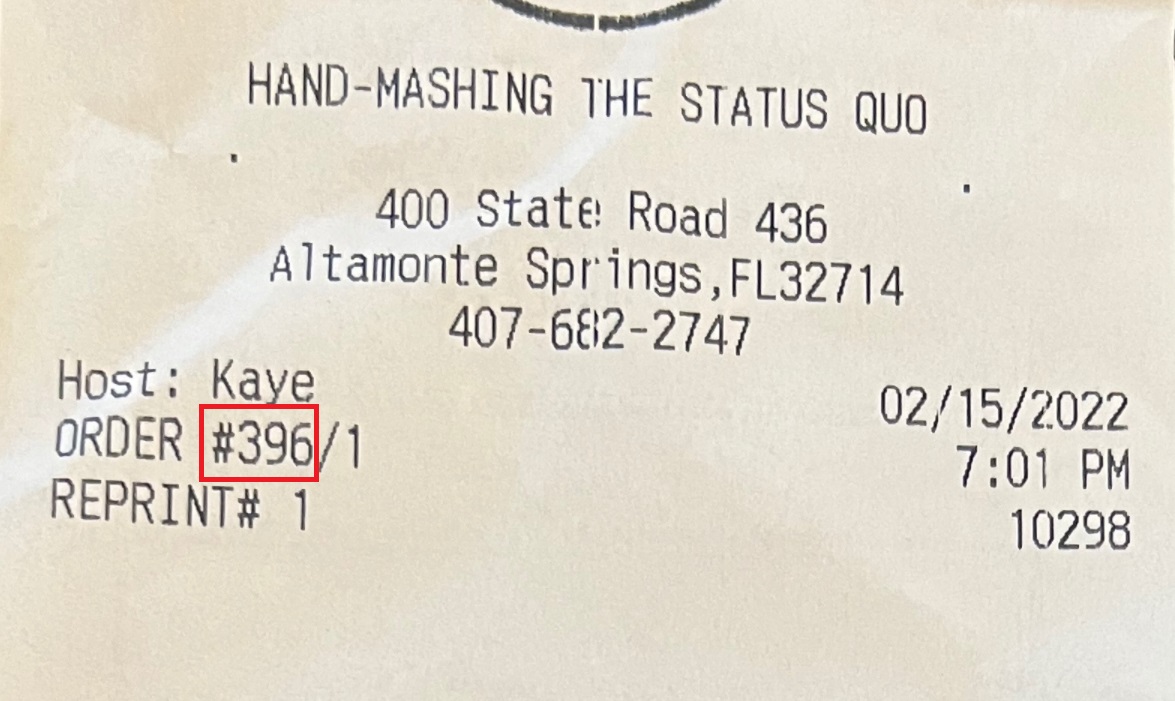 HAND-MASHING THE STATUS QUO
400 State Road 436
Altamonte Springs,FL32714
407-682-2747
Host: Kaye
02/15/2022
ORDER #396/1
7:01 PM
REPRINT# 1
10298